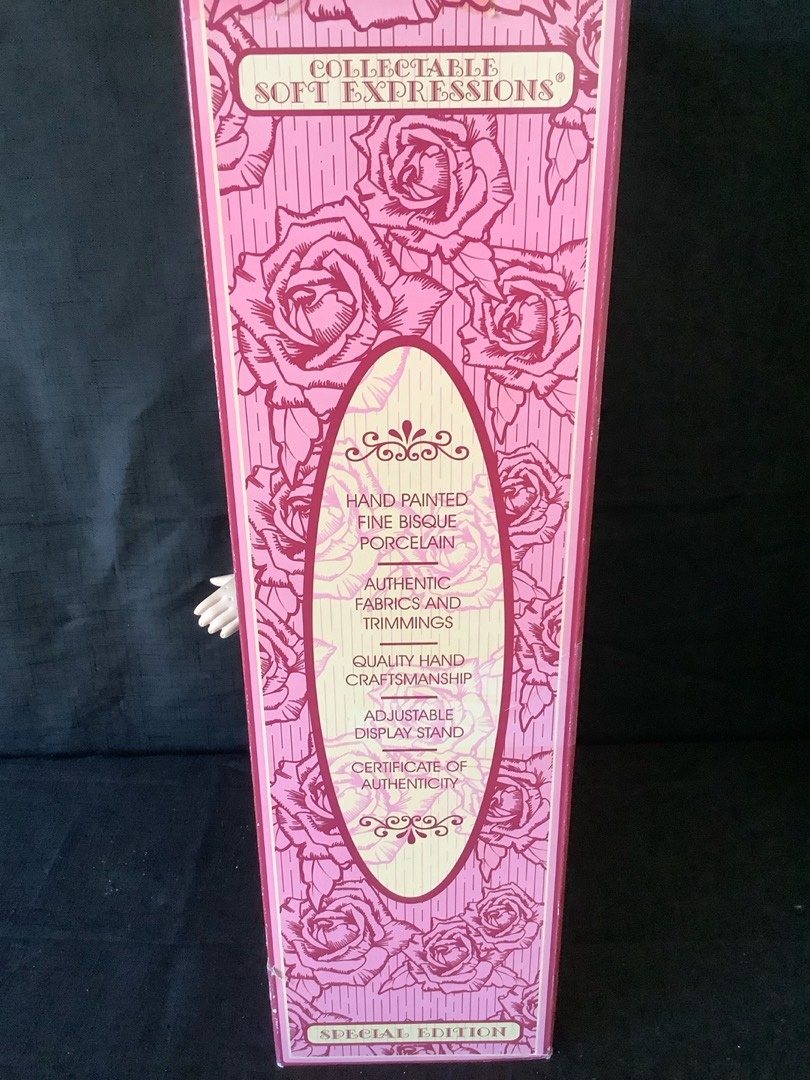 COLLECTABLE
SOFT EXPRESSIONS®
HAND PAINTED
FINE BISQUE
PORCELAIN
AUTHENTIC
FABRICS AND
TRIMMINGS
QUALITY HAND
CRAFTSMANSHIP
ADJUSTABLE
DISPLAY STAND
CERTIFICATE OF
AUTHENTICITY
SPECIAL EDITION